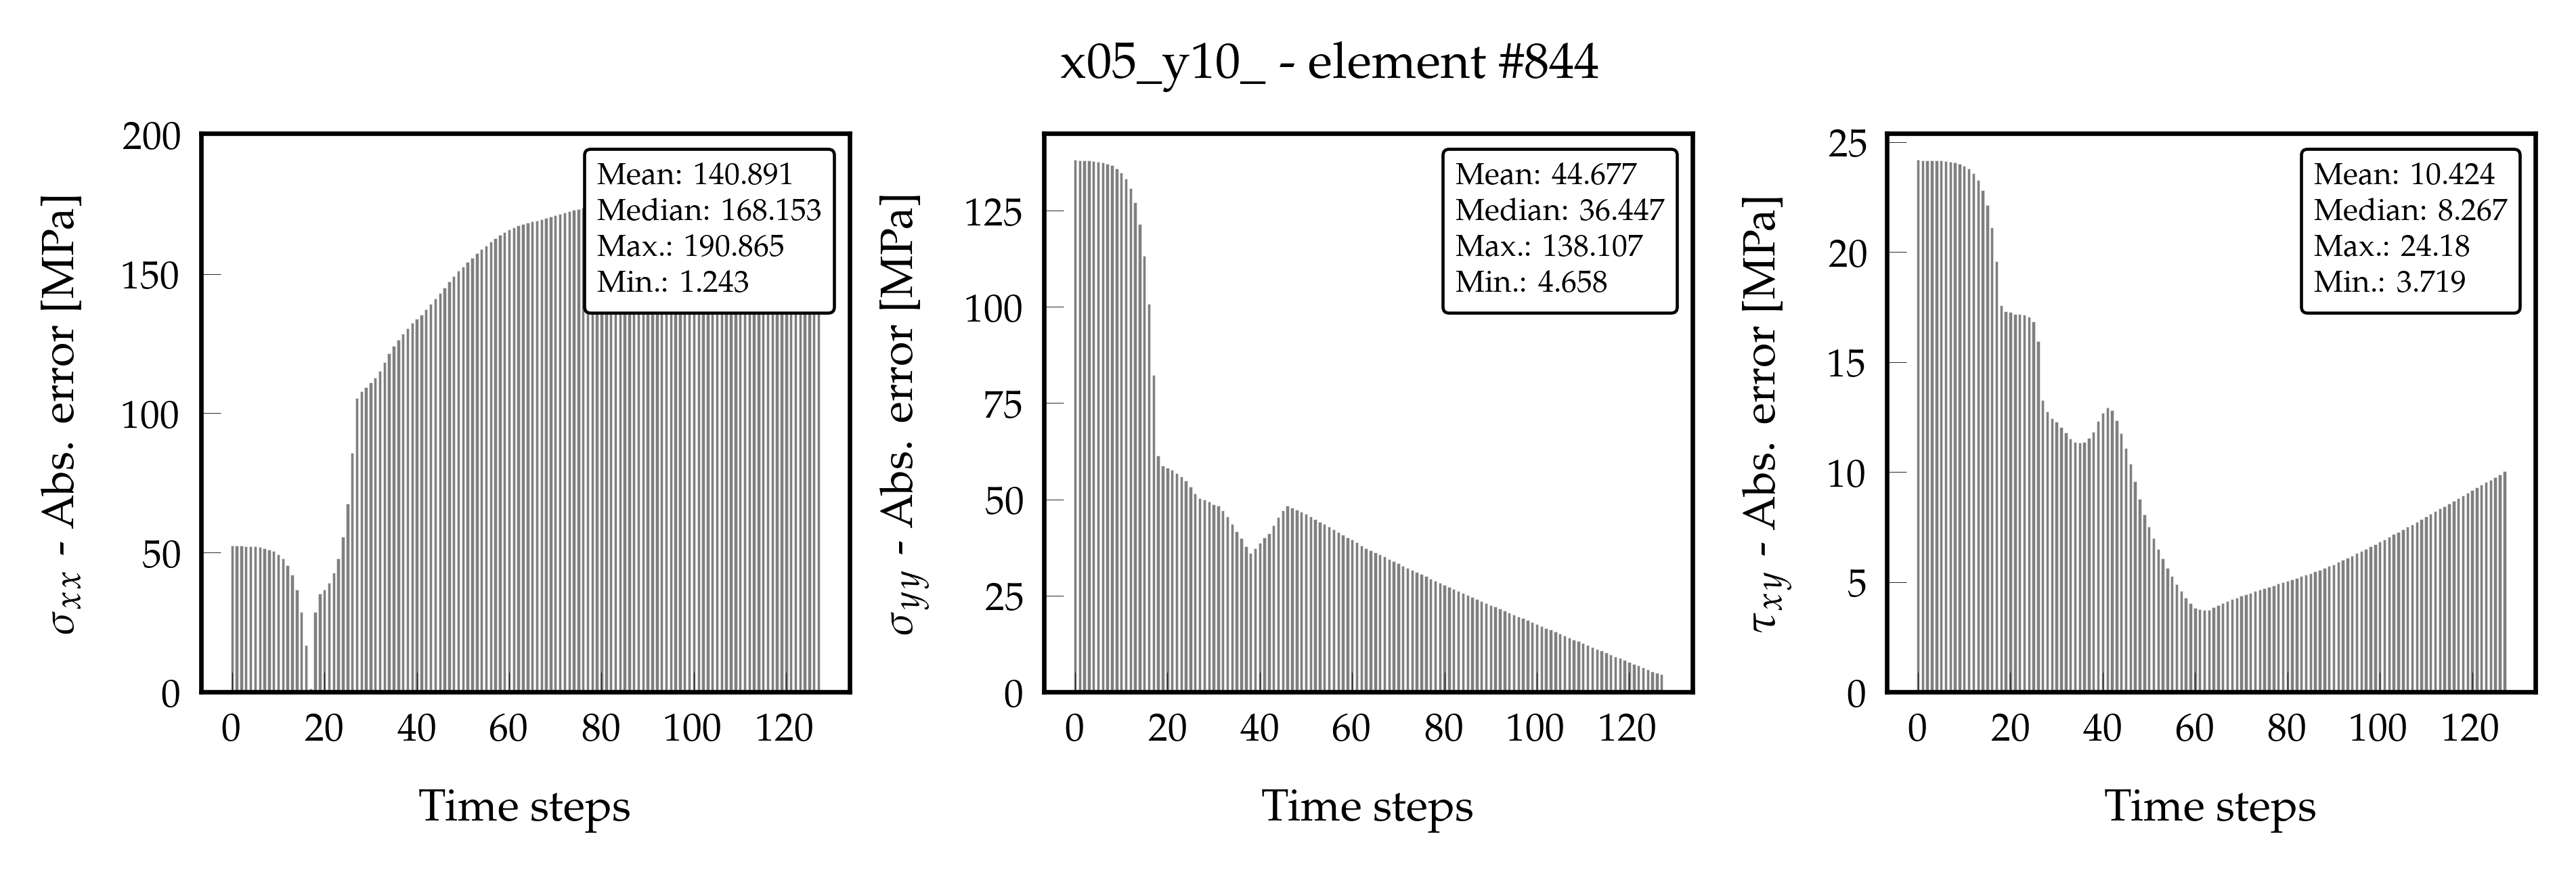 x05_y10_ - element #844
σxx - Abs. error [MPa]
200
150
100
50
0
Mean: 140.891
Median: 168.153
Max.: 190.865
Min.: 1.243
0 20 40 60 80 100 120
Time steps
σyy - Abs. error [MPa]
125
100
75
50
25
0
Mean: 44.677
Median: 36.447
Max.: 138.107
Min.: 4.658
0 20 40 60 80 100 120
Time steps
τxy - Abs. error [MPa]
25
20
15
10
5
0
Mean: 10.424
Median: 8.267
Max.: 24.18
Min.: 3.719
0 20 40 60 80 100 120
Time steps